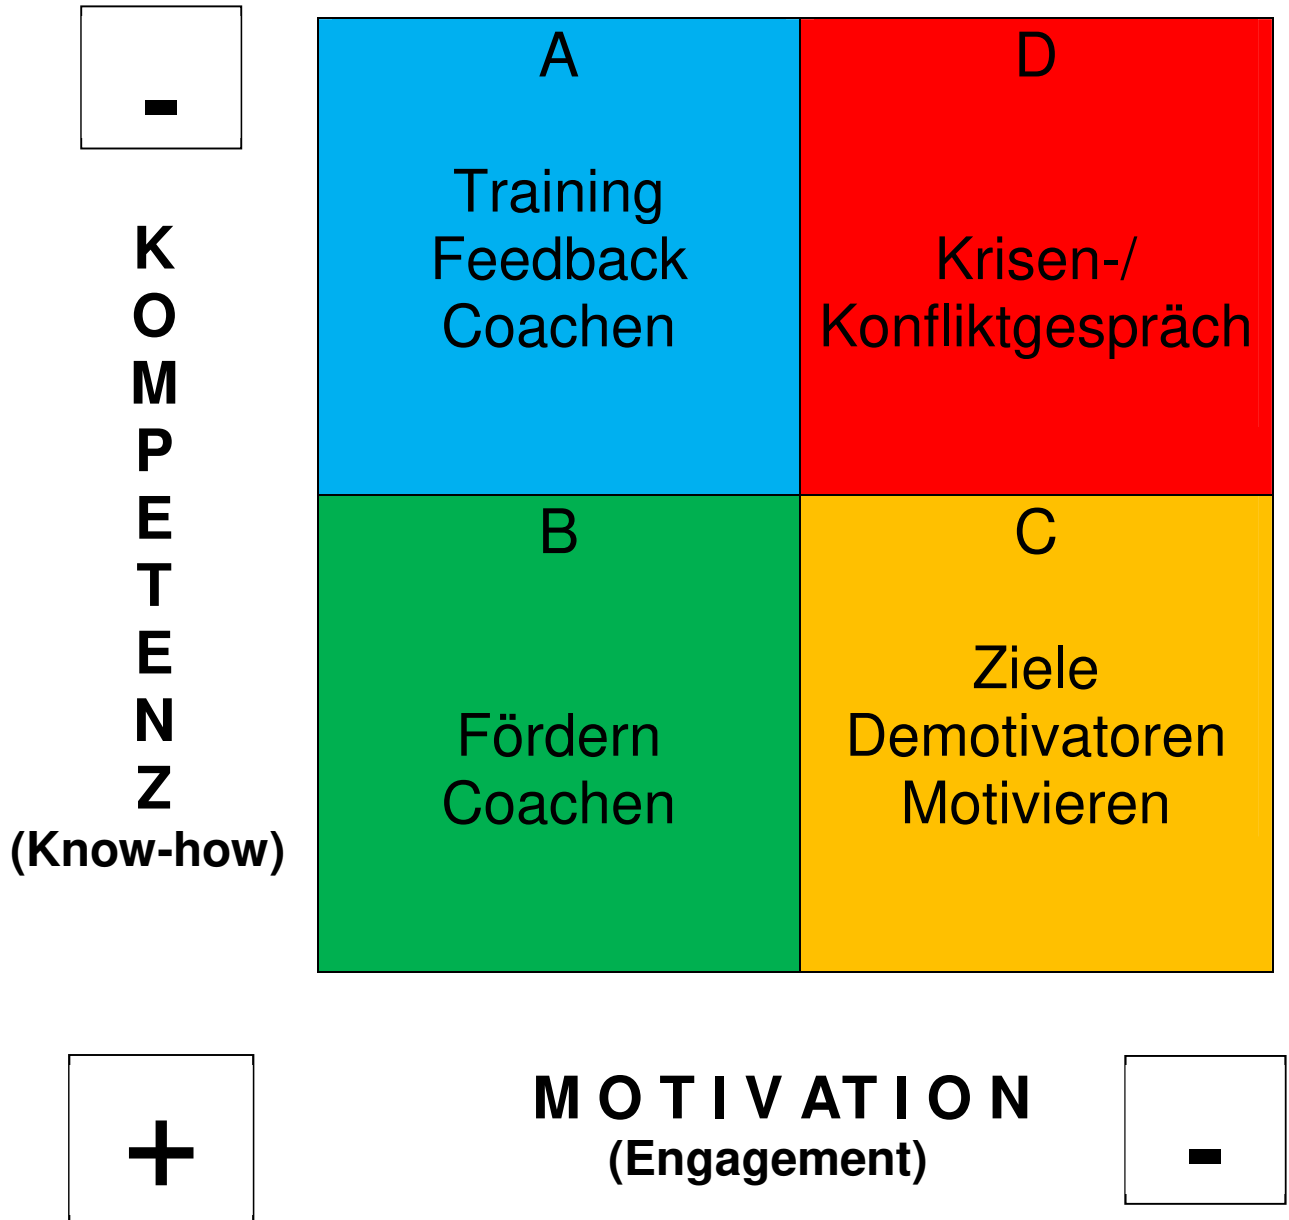 -
K
O
M
P
E
T
E
N
Z
(Know-how)
A
Training
Feedback
Coachen
D
Krisen-/
Konfliktgespräch
B
Fördern
Coachen
C
Ziele
Demotivatoren
Motivieren
+
M O T I V A T I O N
(Engagement)
-